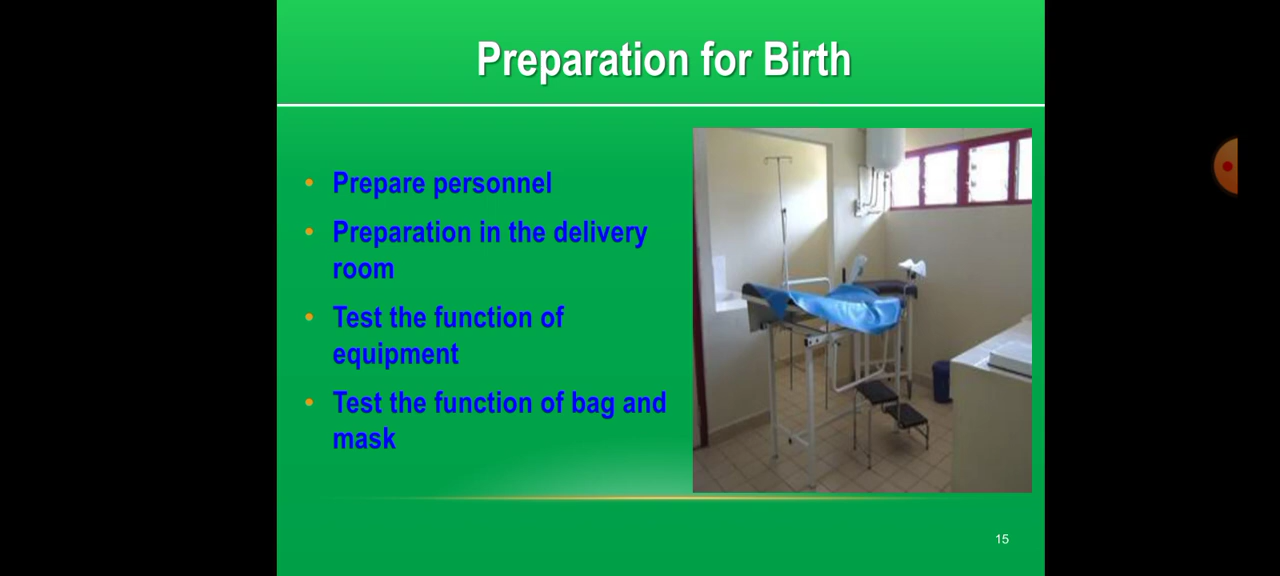 Preparation for Birth
• Prepare personnel
• Preparation in the delivery
room
• Test the function of
equipment
• Test the function of bag and
mask
15